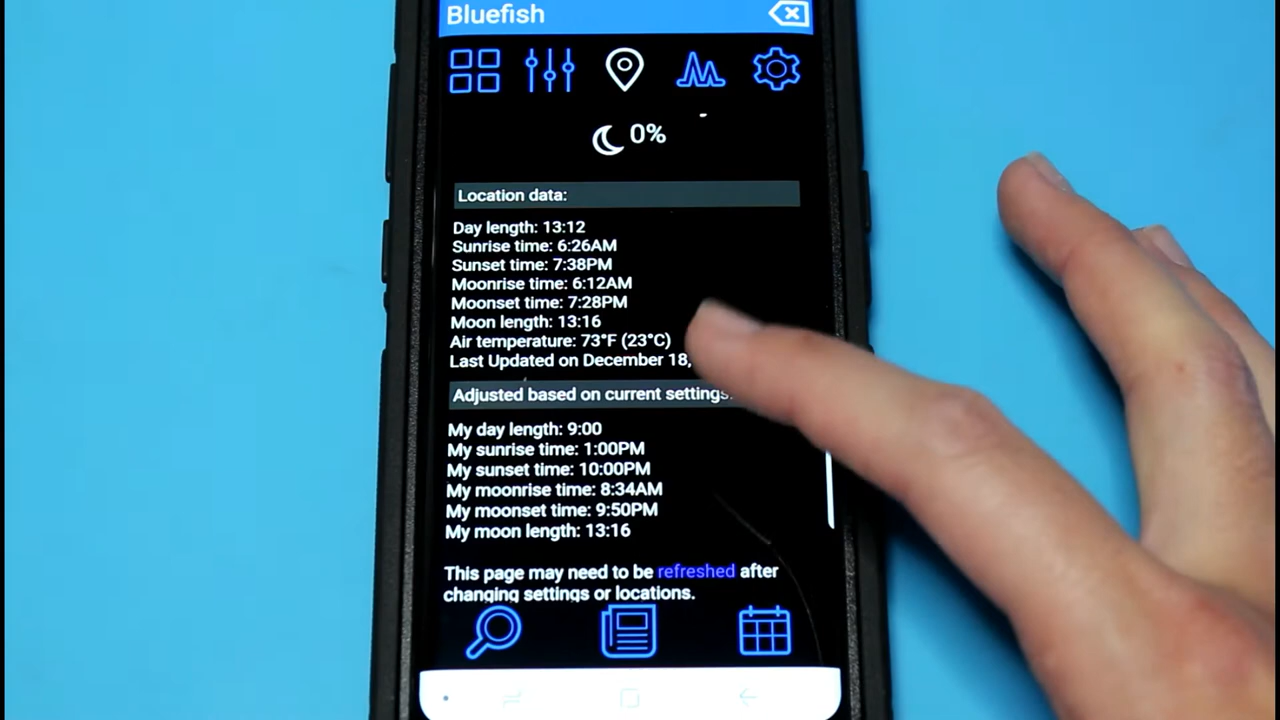 Bluefish
0%
Location data:
Day length: 13:12
Sunrise time: 6:26AM
Sunset time: 7:38PM
Moonrise time: 6:12AM
Moonset time: 7:28PM
Moon length: 13:16
Air temperature: 73°F (23°C)
Last Updated on December 18,
Adjusted based on current settings:
My day length: 9:00
My sunrise time: 1:00PM
My sunset time: 10:00PM
My moonrise time: 8:34AM
My moonset time: 9:50PM
My moon length: 13:16
This page may need to be refreshed after
changing settings or locations.